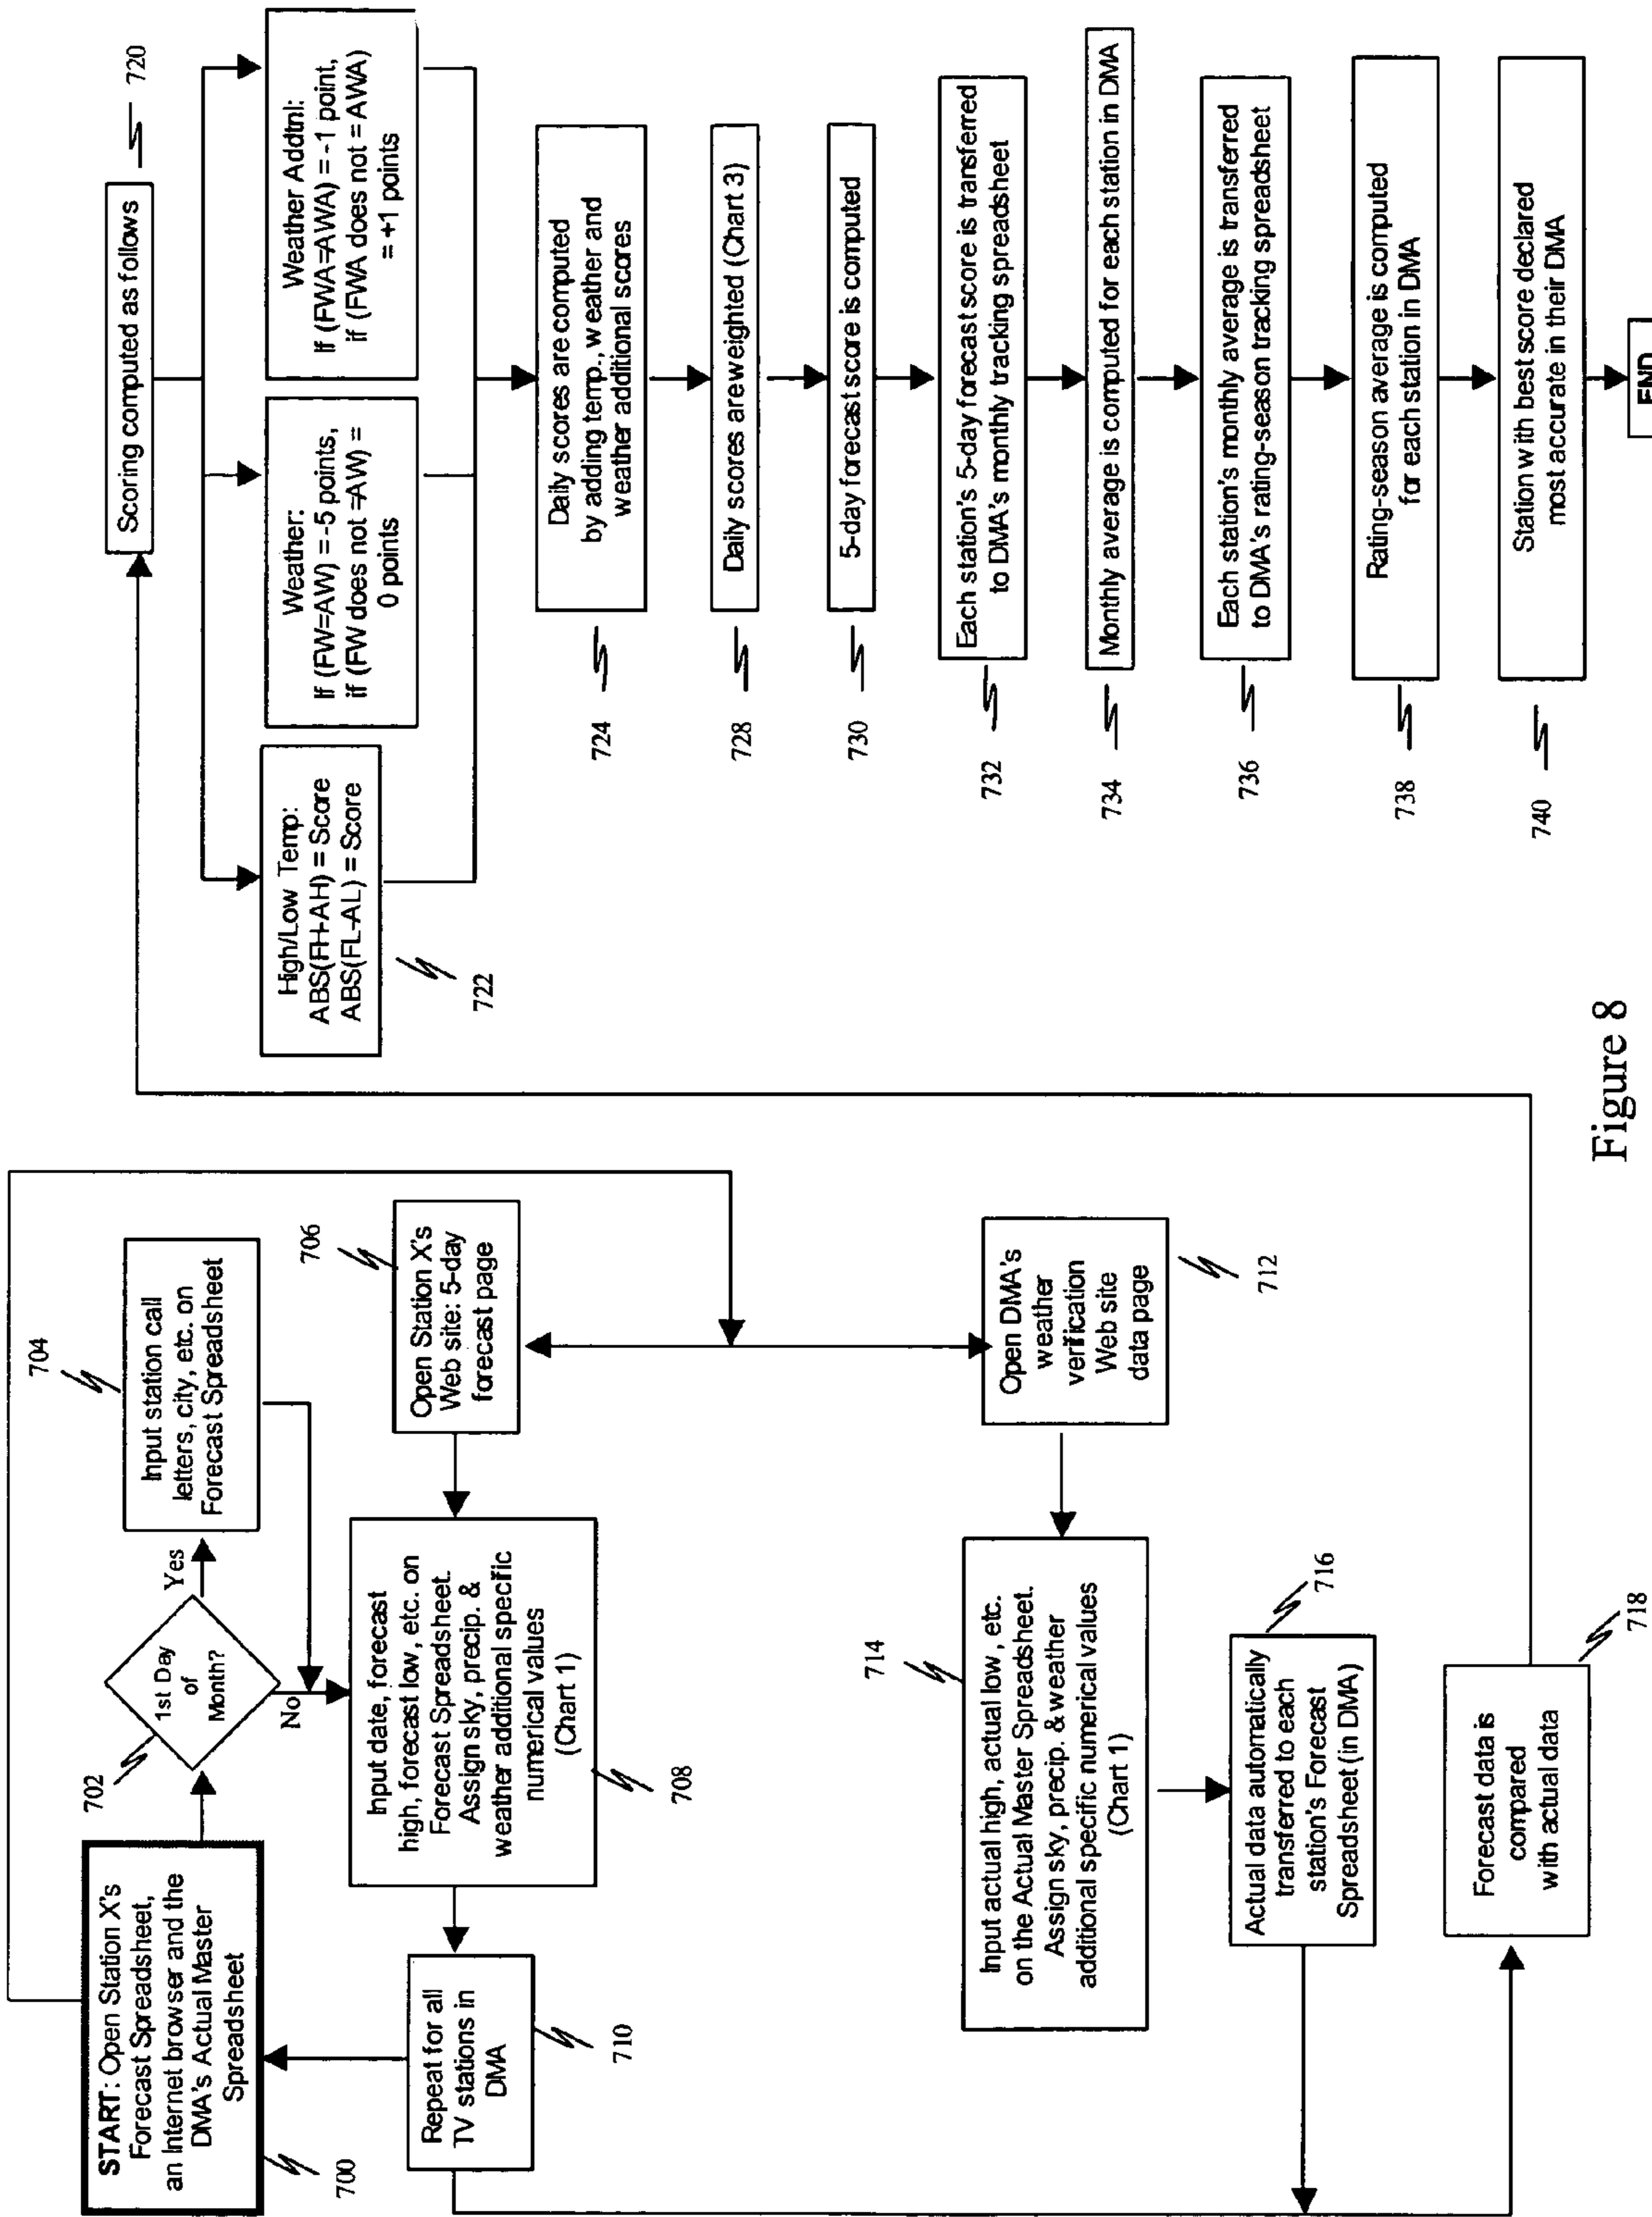 START: Open Station X's
Forecast Spreadsheet,
an Internet browser and the
DMA's Actual Master
Spreadsheet
700
702
1st Day
of
Month?
Yes
No
704
Input station call
letters, city, etc. on
Forecast Spreadsheet
706
Open Station X's
Web site: 5-day
forecast page
Input date, forecast
high, forecast low, etc. on
Forecast Spreadsheet.
Assign sky, precip. &
weather additional specific
numerical values
(Chart 1)
708
Repeat for all
TV stations in
DMA
710
Open DMA's
weather
verification
Web site
data page
712
714
Input actual high, actual low, etc.
on the Actual Master Spreadsheet.
Assign sky, precip. & weather
additional specific numerical values
(Chart 1)
716
Actual data automatically
transferred to each
station's Forecast
Spreadsheet (in DMA)
Forecast data is
compared
with actual data
718
Scoring computed as follows
720
High/Low Temp:
ABS(FH-AH) = Score
ABS(FL-AL) = Score
722
Weather:
If (FW=AW) = -5 points,
if (FW does not =AW) =
0 points
Weather Addtnl:
If (FWA=AWA) = -1 point,
if (FWA does not = AWA)
= +1 points
Daily scores are computed
by adding temp., weather and
weather additional scores
724
Daily scores are weighted (Chart 3)
728
5-day forecast score is computed
730
Each station's 5-day forecast score is transferred
to DMA's monthly tracking spreadsheet
732
Monthly average is computed for each station in DMA
734
Each station's monthly average is transferred
to DMA's rating-season tracking spreadsheet
736
Rating-season average is computed
for each station in DMA
738
Station with best score declared
most accurate in their DMA
740
END
Figure 8